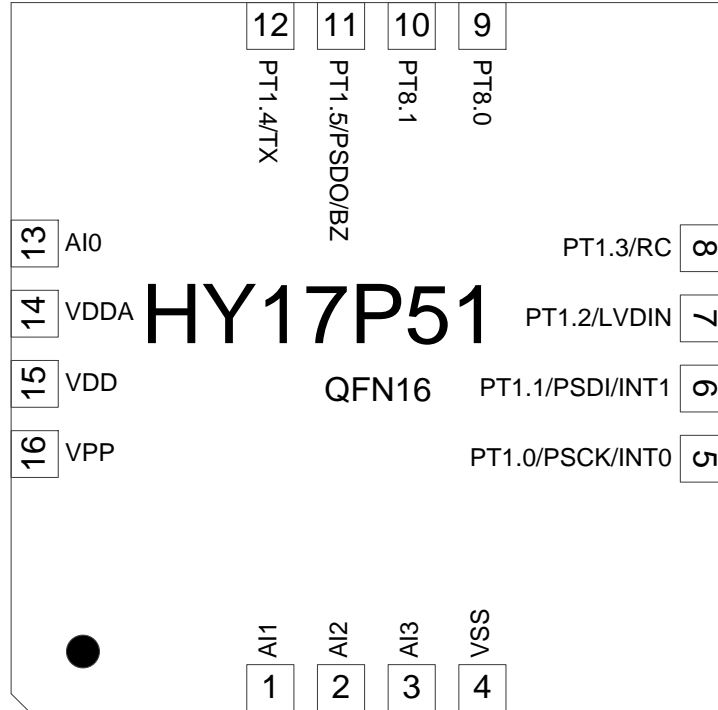 12 11 10 9
PT1.4/TX
PT1.5/PSDO/BZ
PT8.1
PT8.0
13 AI0
14 VDDA
15 VDD
16 VPP
HY17P51
QFN16
PT1.3/RC 8
PT1.2/LVDIN 7
PT1.1/PSDI/INT1 6
PT1.0/PSCK/INT0 5
AI1
AI2
AI3
VSS
1 2 3 4